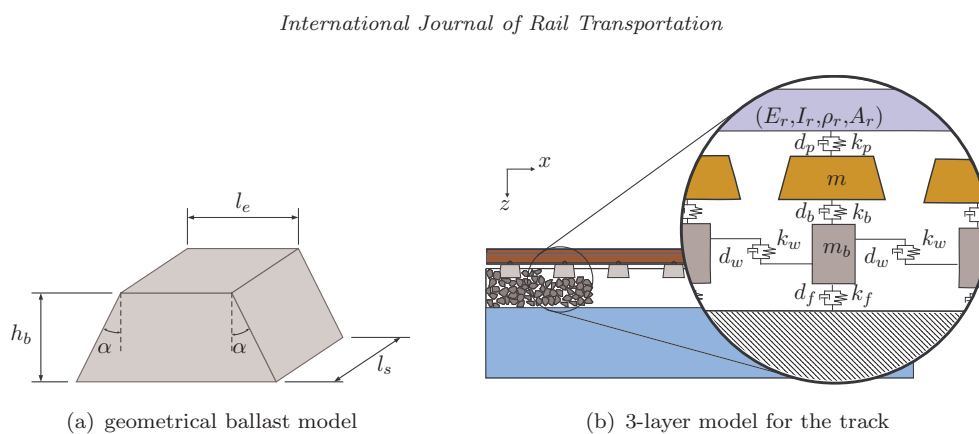 International Journal of Rail Transportation
l_e
h_b
α
α
l_s
(a) geometrical ballast model
x
z
(E_r,I_r,ρ_r,A_r)
d_p k_p
m
d_b k_b
k_w m_b k_w
d_w d_w
d_f k_f
(b) 3-layer model for the track